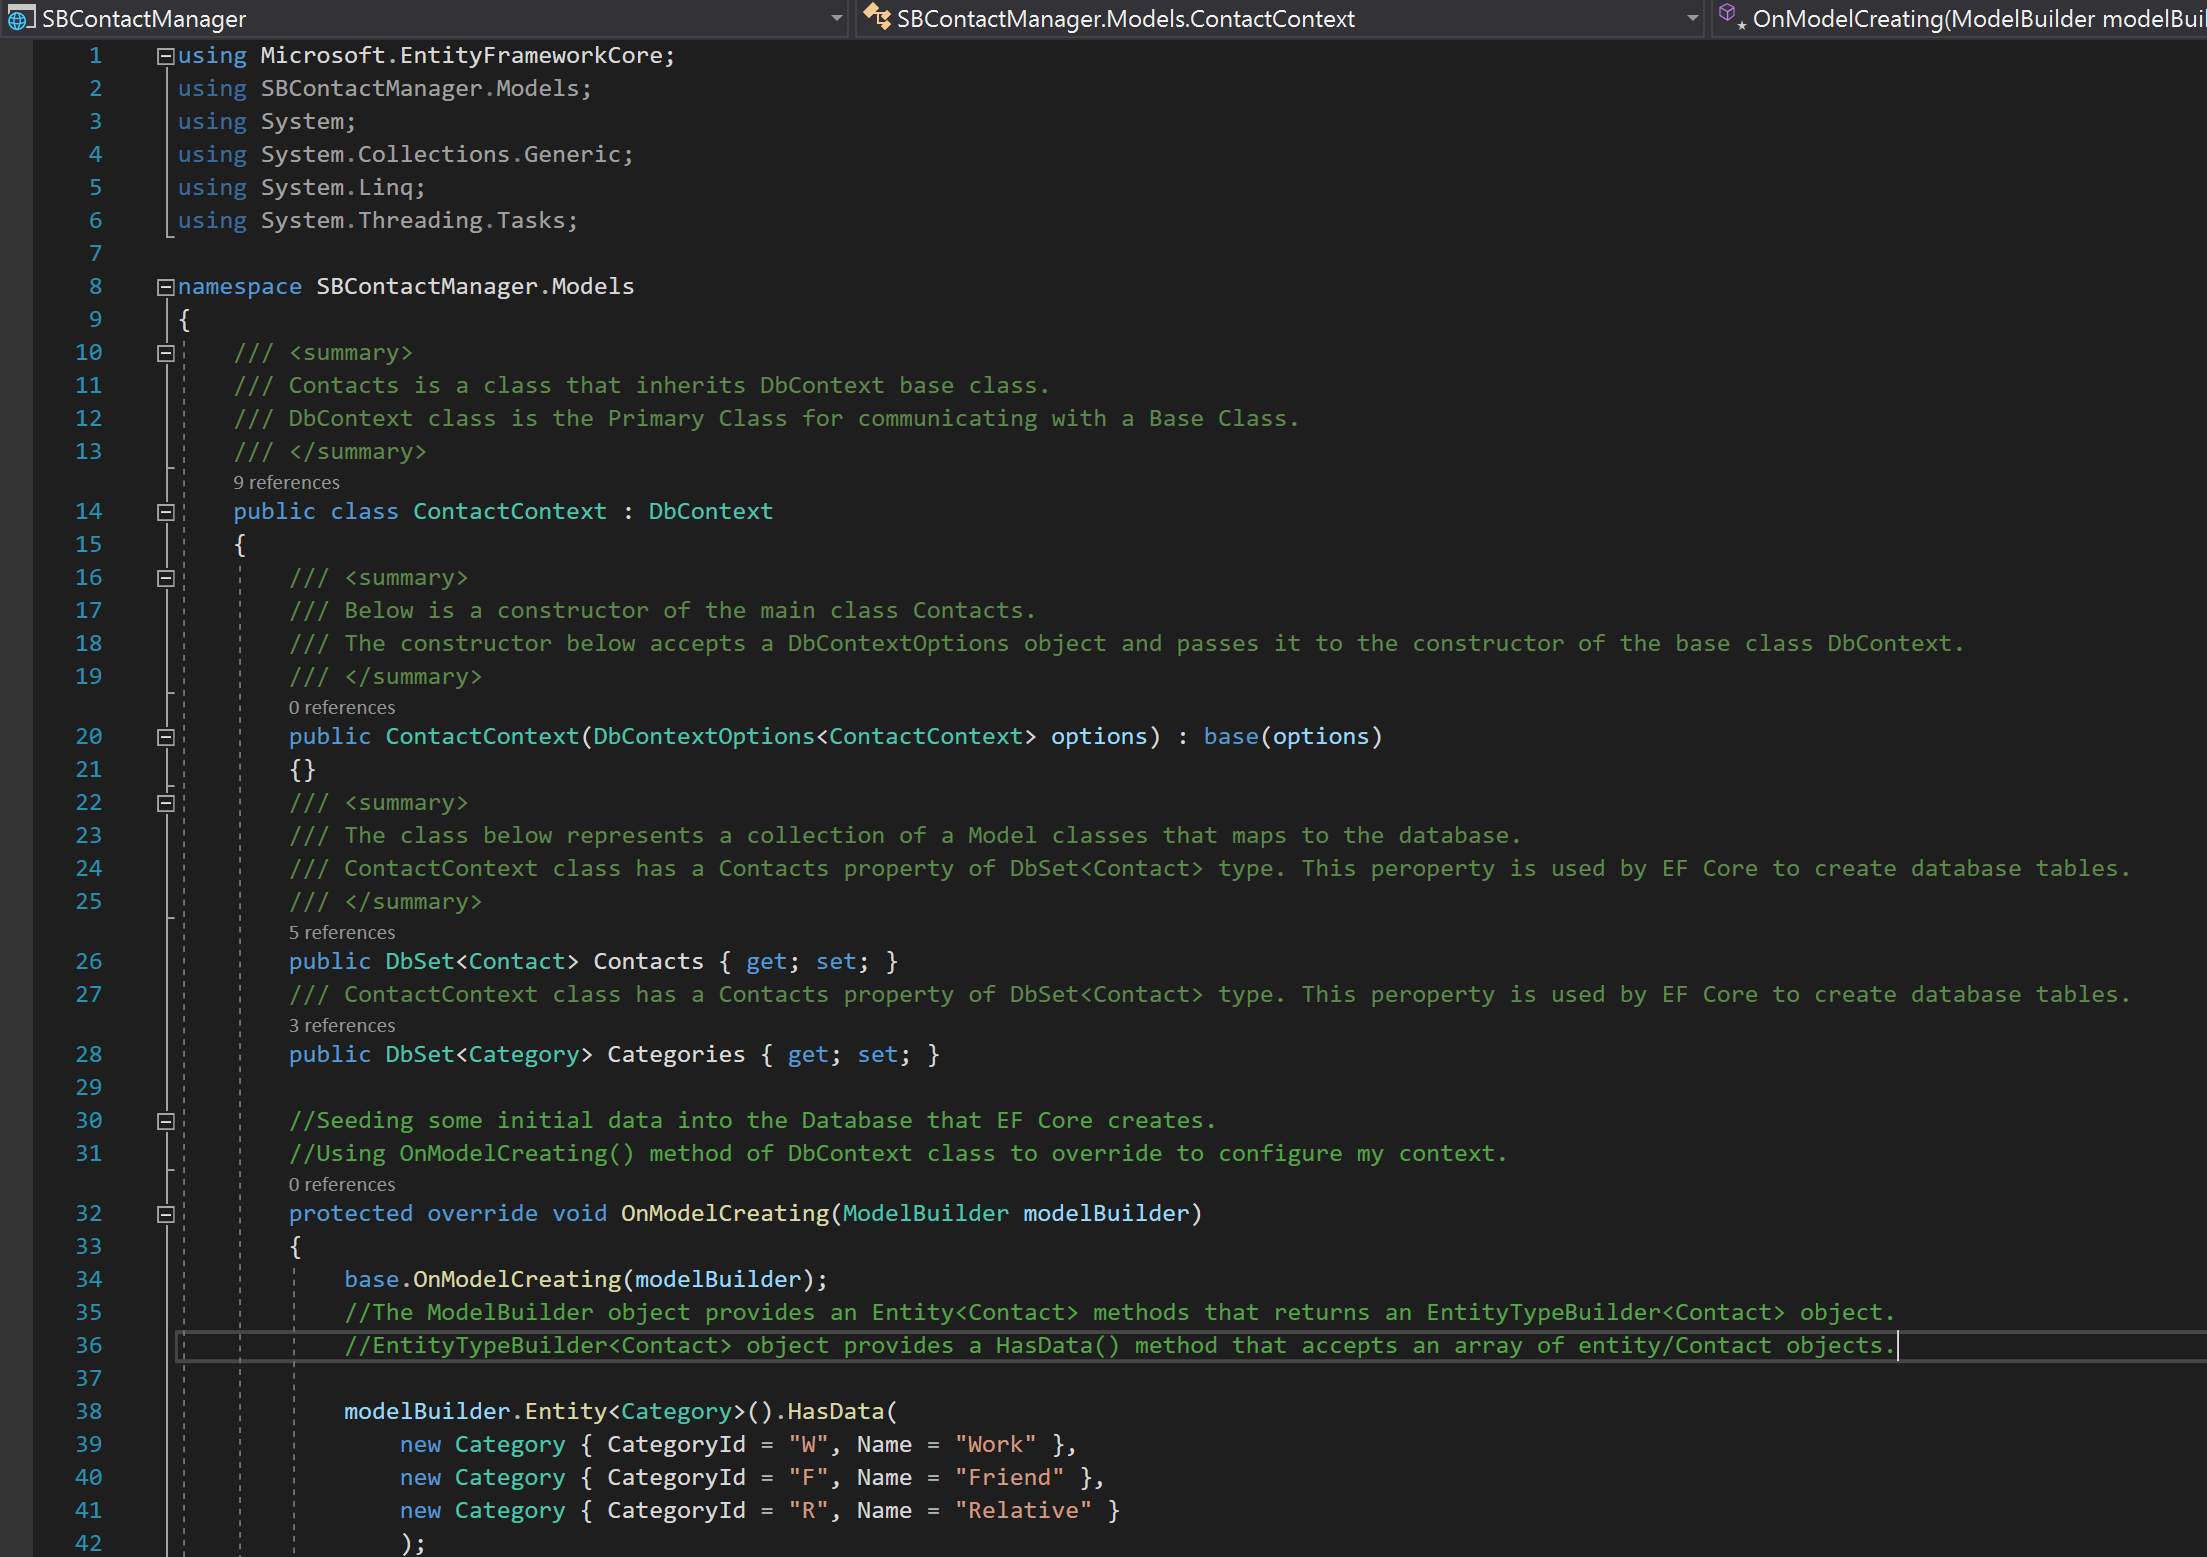 SBContactManager SBContactManager.Models.ContactContext OnModelCreating(ModelBuilder modelBui
1 using Microsoft.EntityFrameworkCore;
2 using SBContactManager.Models;
3 using System;
4 using System.Collections.Generic;
5 using System.Linq;
6 using System.Threading.Tasks;
7
8 namespace SBContactManager.Models
9 {
10 /// <summary>
11 /// Contacts is a class that inherits DbContext base class.
12 /// DbContext class is the Primary Class for communicating with a Base Class.
13 /// </summary>
9 references
14 public class ContactContext : DbContext
15 {
16 /// <summary>
17 /// Below is a constructor of the main class Contacts.
18 /// The constructor below accepts a DbContextOptions object and passes it to the constructor of the base class DbContext.
19 /// </summary>
0 references
20 public ContactContext(DbContextOptions<ContactContext> options) : base(options)
21 {}
22 /// <summary>
23 /// The class below represents a collection of a Model classes that maps to the database.
24 /// ContactContext class has a Contacts property of DbSet<Contact> type. This peroperty is used by EF Core to create database tables.
25 /// </summary>
5 references
26 public DbSet<Contact> Contacts { get; set; }
27 /// ContactContext class has a Contacts property of DbSet<Contact> type. This peroperty is used by EF Core to create database tables.
3 references
28 public DbSet<Category> Categories { get; set; }
29
30 //Seeding some initial data into the Database that EF Core creates.
31 //Using OnModelCreating() method of DbContext class to override to configure my context.
0 references
32 protected override void OnModelCreating(ModelBuilder modelBuilder)
33 {
34 base.OnModelCreating(modelBuilder);
35 //The ModelBuilder object provides an Entity<Contact> methods that returns an EntityTypeBuilder<Contact> object.
36 //EntityTypeBuilder<Contact> object provides a HasData() method that accepts an array of entity/Contact objects.
37
38 modelBuilder.Entity<Category>().HasData(
39 new Category { CategoryId = "W", Name = "Work" },
40 new Category { CategoryId = "F", Name = "Friend" },
41 new Category { CategoryId = "R", Name = "Relative" }
42 );